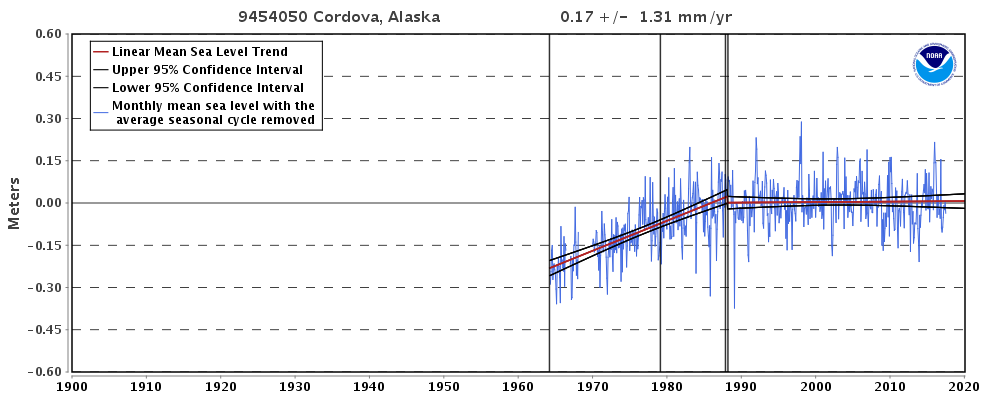 9454050 Cordova, Alaska 0.17 +/- 1.31 mm/yr
0.60
0.45
0.30
0.15
0.00
−0.15
−0.30
−0.45
−0.60
Meters
Linear Mean Sea Level Trend
Upper 95% Confidence Interval
Lower 95% Confidence Interval
Monthly mean sea level with the
average seasonal cycle removed
NOAA
1900 1910 1920 1930 1940 1950 1960 1970 1980 1990 2000 2010 2020